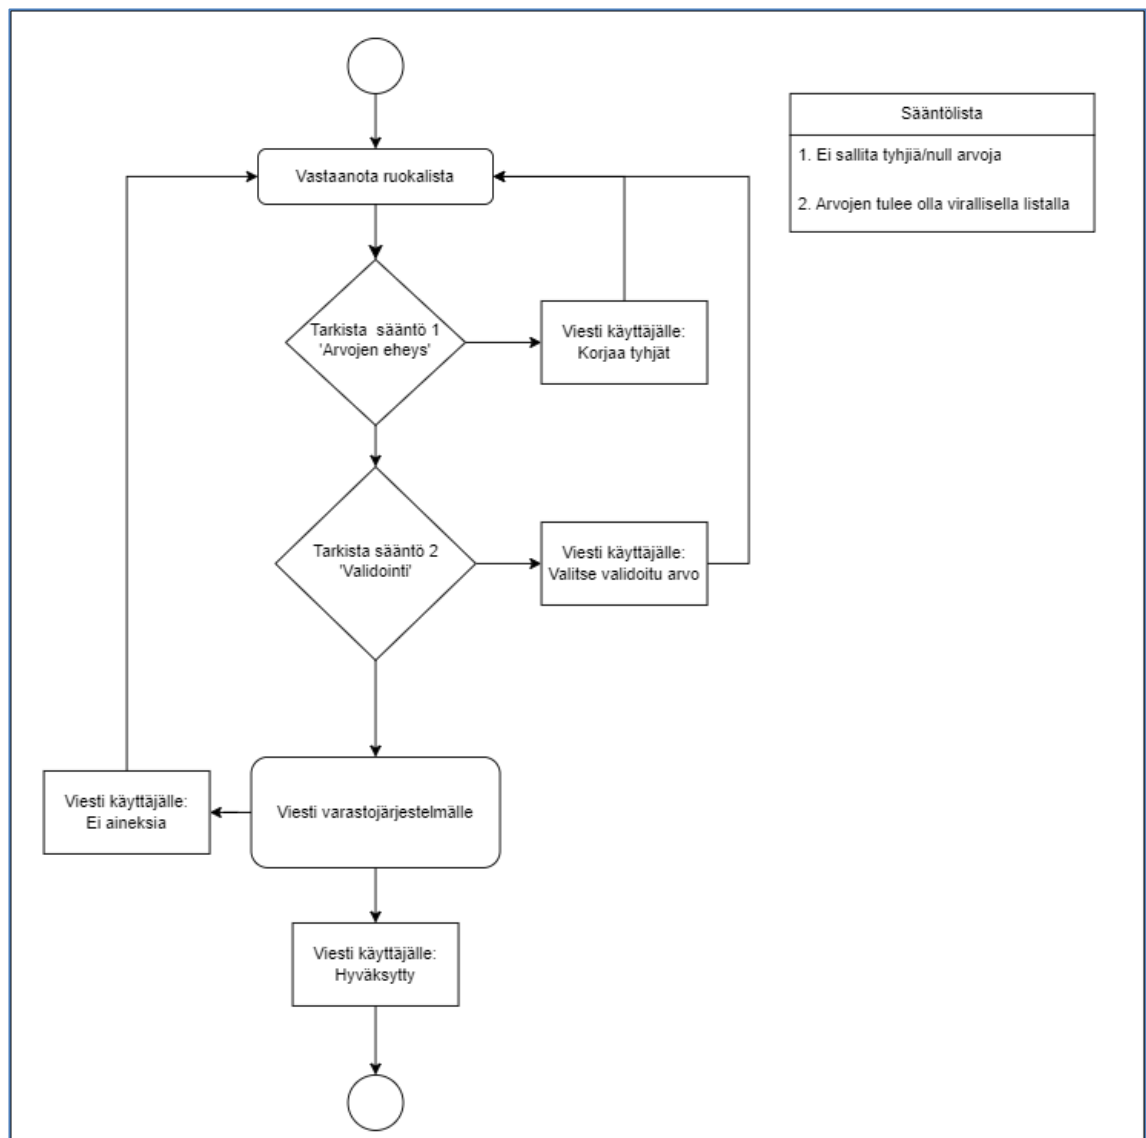 Sääntölista
1. Ei sallita tyhjiä/null arvoja
2. Arvojen tulee olla virallisella listalla
Vastaanota ruokalista
Tarkista sääntö 1
'Arvojen eheys'
Viesti käyttäjälle:
Korjaa tyhjät
Tarkista sääntö 2
'Validointi'
Viesti käyttäjälle:
Valitse validoitu arvo
Viesti käyttäjälle:
Ei aineksia
Viesti varastojärjestelmälle
Viesti käyttäjälle:
Hyväksytty